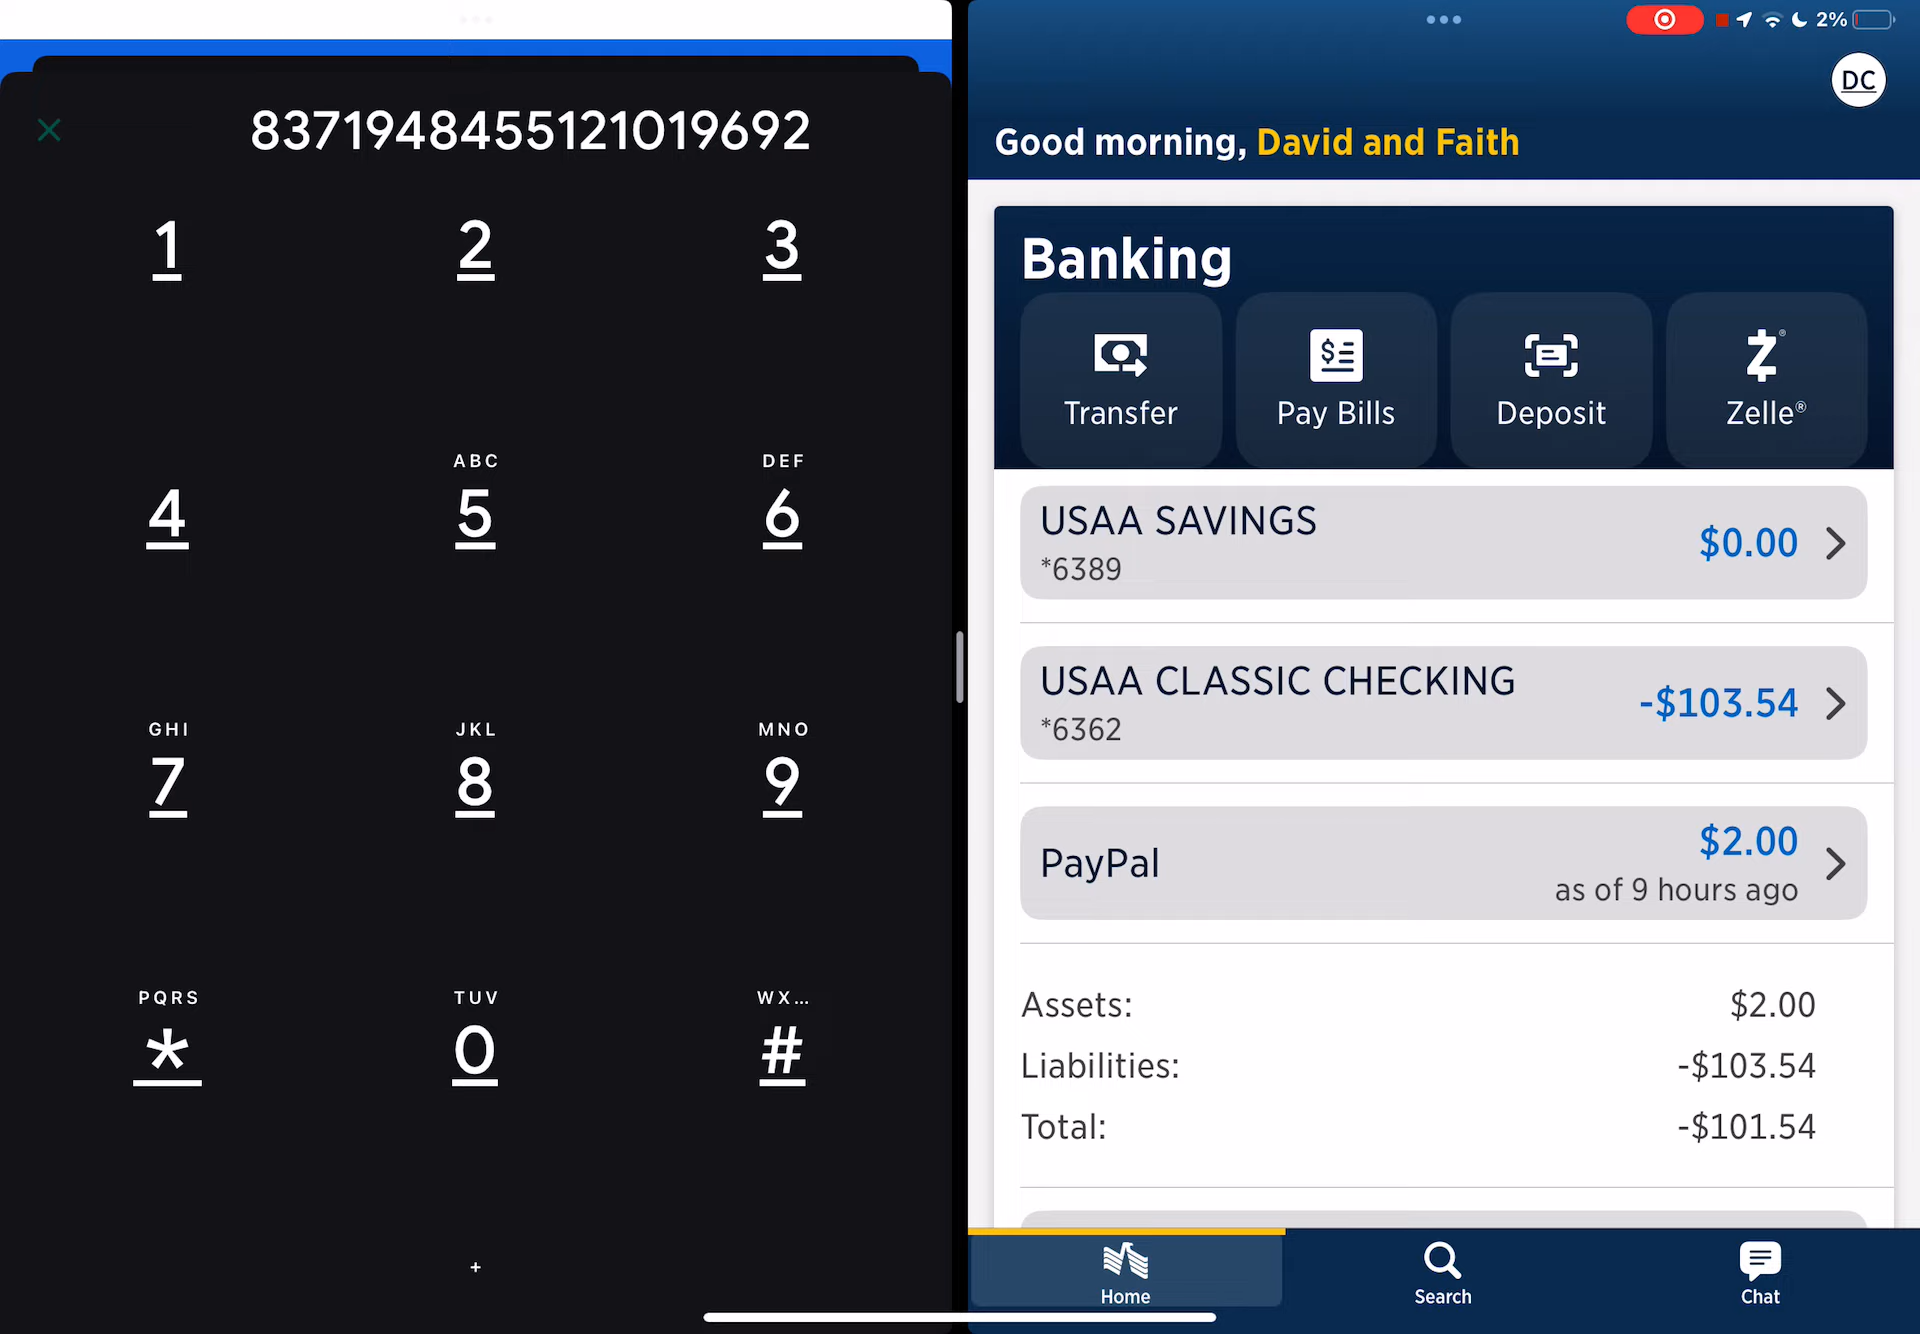 8371948455121019692
1
2
3
4
ABC
5
DEF
6
GHI
7
JKL
8
MNO
9
PQRS
*
TUV
0
WX...
#
+
2%
DC
Good morning, David and Faith
Banking
Transfer
Pay Bills
Deposit
Zelle®
USAA SAVINGS
*6389
$0.00
USAA CLASSIC CHECKING
*6362
-$103.54
PayPal
$2.00
as of 9 hours ago
Assets: $2.00
Liabilities: -$103.54
Total: -$101.54
Home
Search
Chat